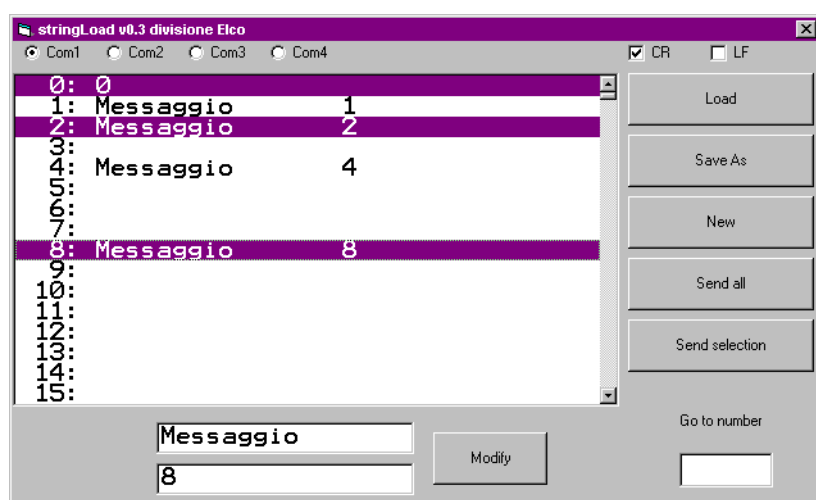 stringLoad v0.3 divisione Elco
Com1 Com2 Com3 Com4 CR LF
0: 0
1: Messaggio 1
2: Messaggio 2
3:
4: Messaggio 4
5:
6:
7:
8: Messaggio 8
9:
10:
11:
12:
13:
14:
15:
Load
Save As
New
Send all
Send selection
Go to number
Messaggio
8
Modify